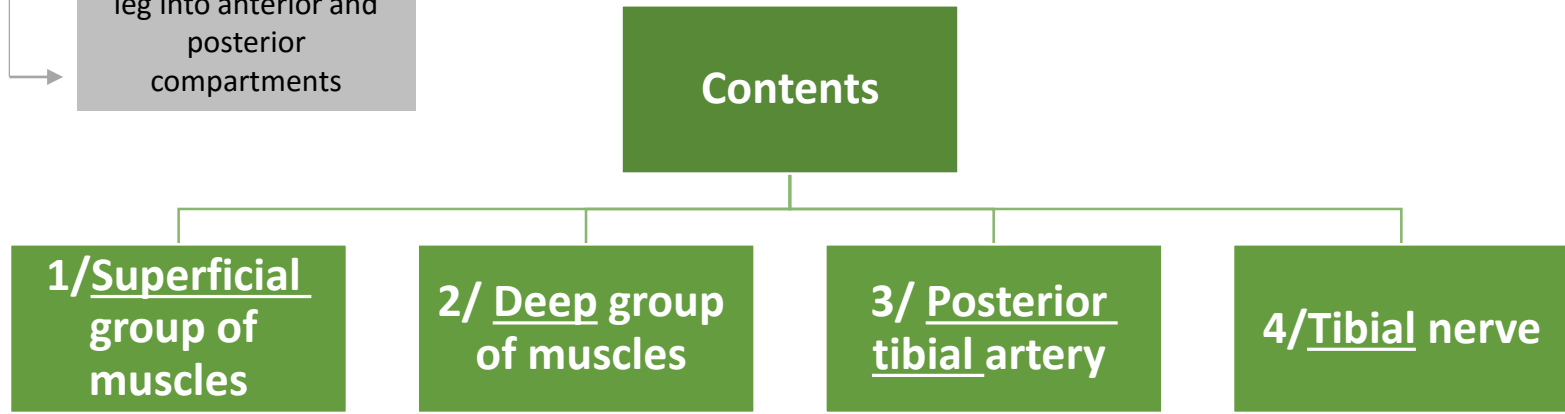 leg into anterior and
posterior
compartments
Contents
1/Superficial
group of
muscles
2/ Deep group
of muscles
3/ Posterior
tibial artery
4/Tibial nerve